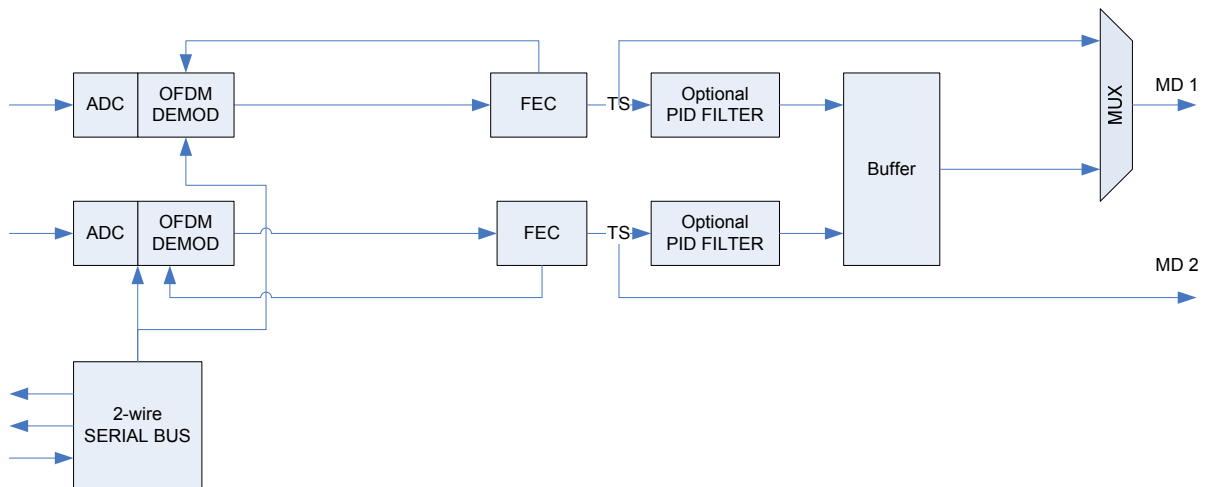 ADC
OFDM
DEMOD
FEC
TS
Optional
PID FILTER
Buffer
MUX
MD 1
ADC
OFDM
DEMOD
FEC
TS
Optional
PID FILTER
MD 2
2-wire
SERIAL BUS